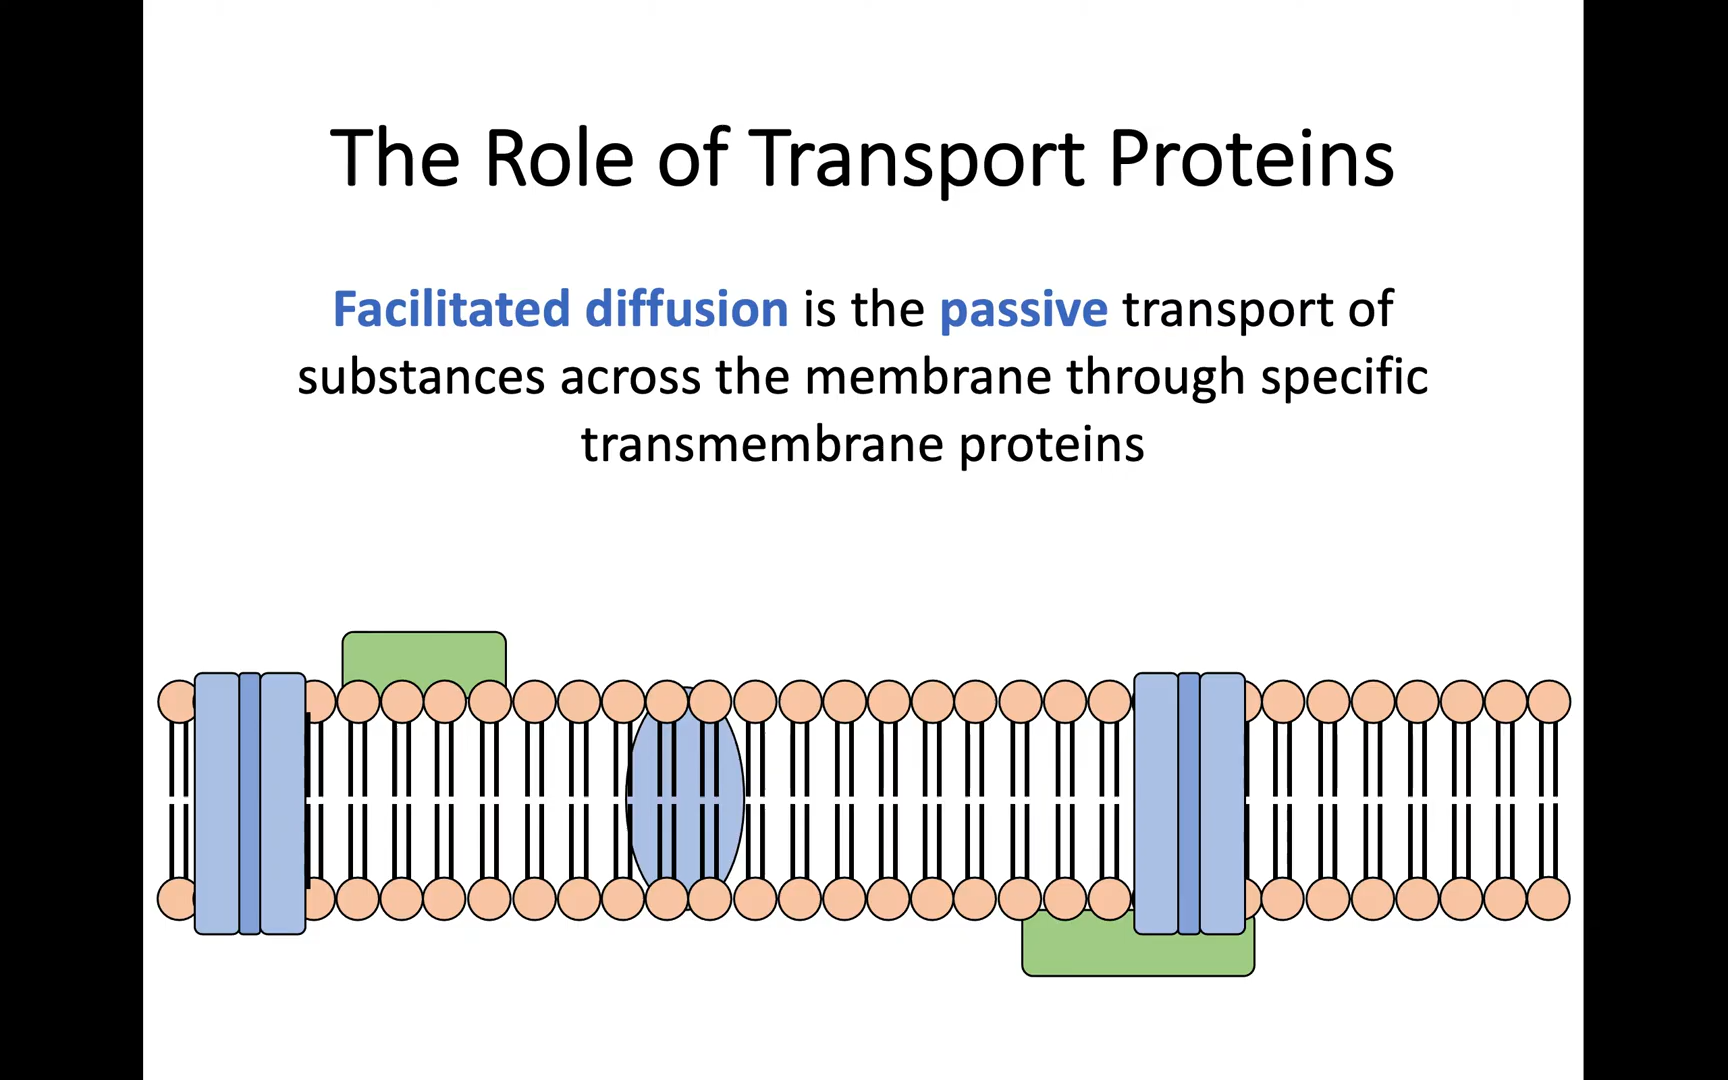 The Role of Transport Proteins
Facilitated diffusion is the passive transport of
substances across the membrane through specific
transmembrane proteins